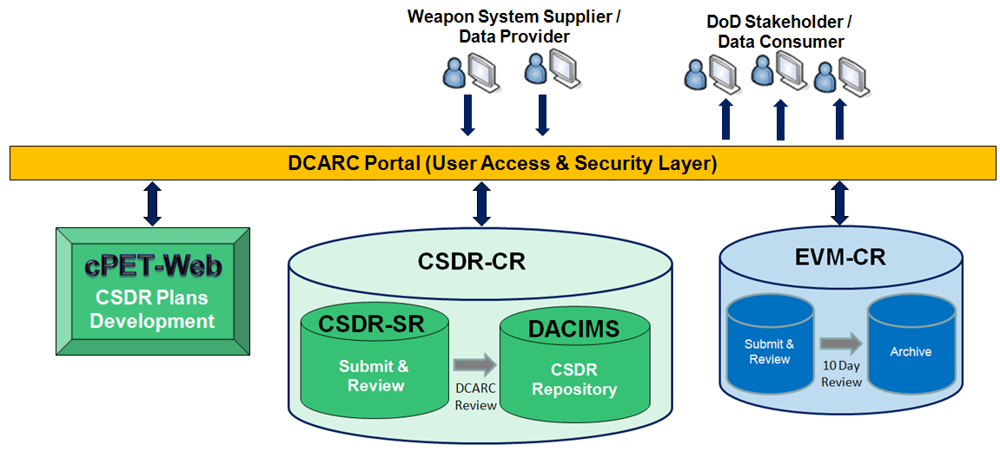 Weapon System Supplier /
Data Provider
DoD Stakeholder /
Data Consumer
DCARC Portal (User Access & Security Layer)
cPET-Web
CSDR Plans
Development
CSDR-CR
CSDR-SR
Submit &
Review
DCARC
Review
DACIMS
CSDR
Repository
EVM-CR
Submit &
Review
10 Day
Review
Archive